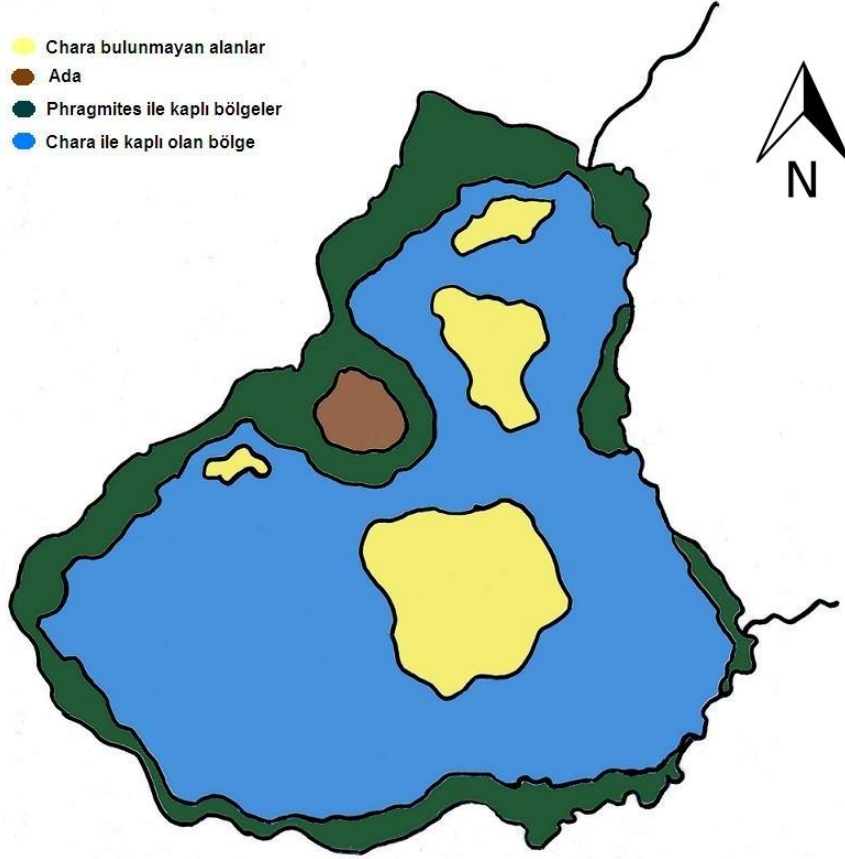 Chara bulunmayan alanlar
Ada
Phragmites ile kaplı bölgeler
Chara ile kaplı olan bölge
N